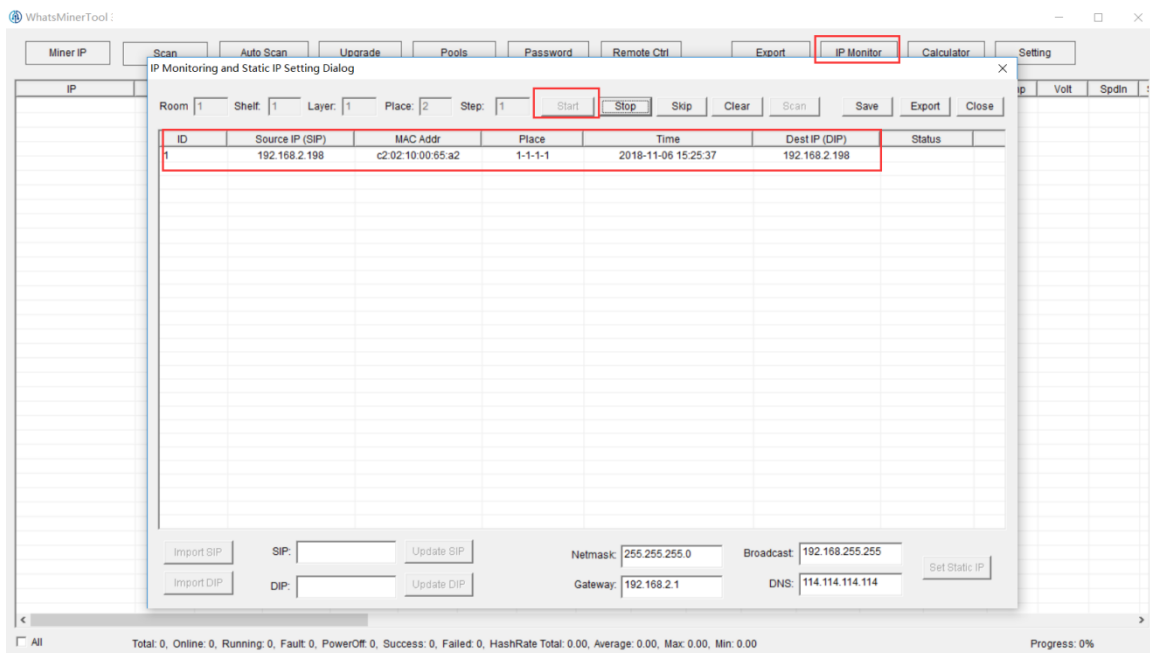 WhatsMinerTool
Miner IP Scan Auto Scan Upgrade Pools Password Remote Ctrl Export IP Monitor Calculator Setting
IP Monitoring and Static IP Setting Dialog
IP Volt SpdIn
Room 1 Shelf: 1 Layer: 1 Place: 2 Step: 1 Start Stop Skip Clear Scan Save Export Close
ID Source IP (SIP) MAC Addr Place Time Dest IP (DIP) Status
1 192.168.2.198 c2:02:10:00:65:a2 1-1-1-1 2018-11-06 15:25:37 192.168.2.198
Import SIP SIP: Update SIP Netmask: 255.255.255.0 Broadcast: 192.168.255.255
Set Static IP
Import DIP DIP: Update DIP Gateway: 192.168.2.1 DNS: 114.114.114.114
All Total: 0, Online: 0, Running: 0, Fault: 0, PowerOff: 0, Success: 0, Failed: 0, HashRate Total: 0.00, Average: 0.00, Max: 0.00, Min: 0.00 Progress: 0%